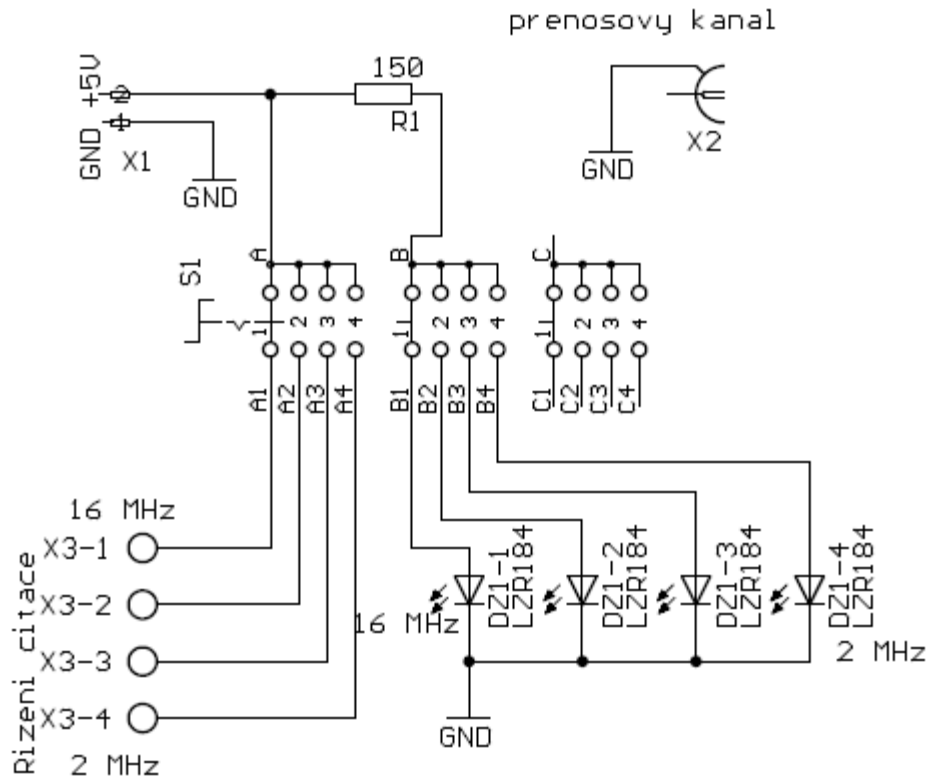 prenosovy kanal
+5V
2
GND
1
X1
GND
150
R1
GND
X2
S1
A
1
2
3
4
A1
A2
A3
A4
B
1
2
3
4
B1
B2
B3
B4
C
1
2
3
4
C1
C2
C3
C4
Rizeni citace
16 MHz
X3-1
X3-2
X3-3
X3-4
2 MHz
16 MHz
DZ1-1
LZR184
DZ1-2
LZR184
DZ1-3
LZR184
DZ1-4
LZR184
2 MHz
GND